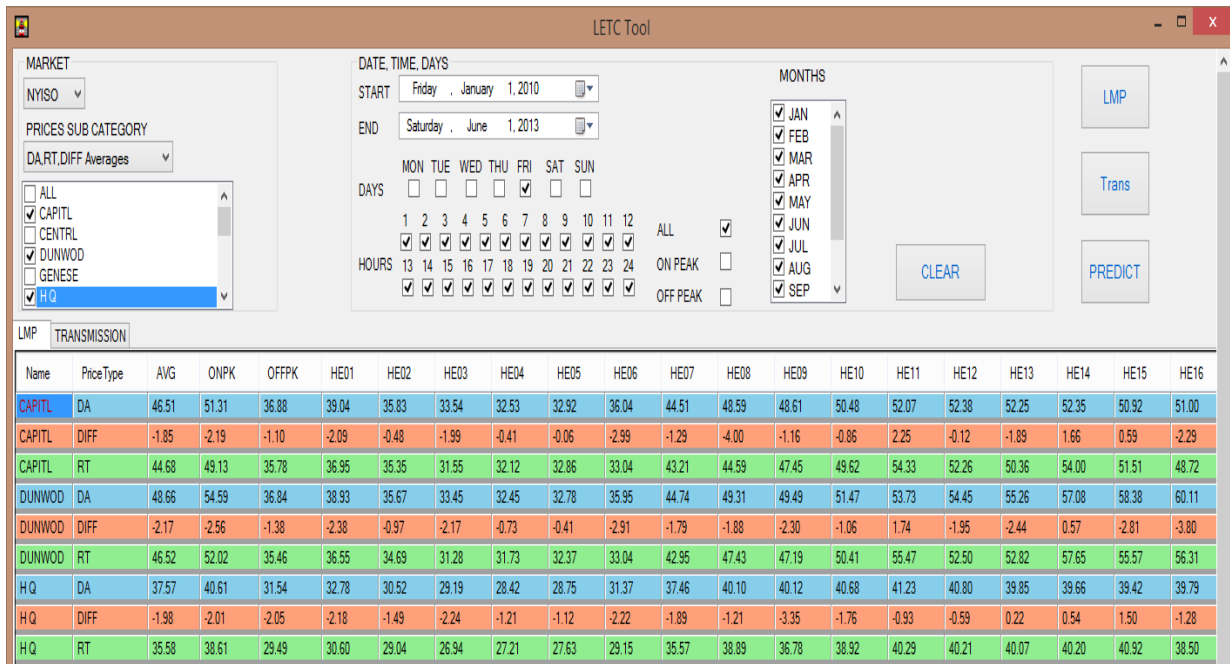 LETC Tool
MARKET
NYISO
PRICES SUB CATEGORY
DA,RT,DIFF Averages
ALL
CAPITL
CENTRL
DUNWOD
GENESE
HQ
DATE, TIME, DAYS
START Friday , January 1, 2010
END Saturday , June 1, 2013
MON TUE WED THU FRI SAT SUN
DAYS
1 2 3 4 5 6 7 8 9 10 11 12
HOURS 13 14 15 16 17 18 19 20 21 22 23 24
ALL
ON PEAK
OFF PEAK
MONTHS
JAN
FEB
MAR
APR
MAY
JUN
JUL
AUG
SEP
CLEAR
LMP
Trans
PREDICT
LMP TRANSMISSION
Name PriceType AVG ONPK OFFPK HE01 HE02 HE03 HE04 HE05 HE06 HE07 HE08 HE09 HE10 HE11 HE12 HE13 HE14 HE15 HE16
CAPITL DA 46.51 51.31 36.88 39.04 35.83 33.54 32.53 32.92 36.04 44.51 48.59 48.61 50.48 52.07 52.38 52.25 52.35 50.92 51.00
CAPITL DIFF -1.85 -2.19 -1.10 -2.09 -0.48 -1.99 -0.41 -0.06 -2.99 -1.29 -4.00 -1.16 -0.86 2.25 -0.12 -1.89 1.66 0.59 -2.29
CAPITL RT 44.68 49.13 35.78 36.95 35.35 31.55 32.12 32.86 33.04 43.21 44.59 47.45 49.62 54.33 52.26 50.36 54.00 51.51 48.72
DUNWOD DA 48.66 54.59 36.84 38.93 35.67 33.45 32.45 32.78 35.95 44.74 49.31 49.49 51.47 53.73 54.45 55.26 57.08 58.38 60.11
DUNWOD DIFF -2.17 -2.56 -1.38 -2.38 -0.97 -2.17 -0.73 -0.41 -2.91 -1.79 -1.88 -2.30 -1.06 1.74 -1.95 -2.44 0.57 -2.81 -3.80
DUNWOD RT 46.52 52.02 35.46 36.55 34.69 31.28 31.73 32.37 33.04 42.95 47.43 47.19 50.41 55.47 52.50 52.82 57.65 55.57 56.31
HQ DA 37.57 40.61 31.54 32.78 30.52 29.19 28.42 28.75 31.37 37.46 40.10 40.12 40.68 41.23 40.80 39.85 39.66 39.42 39.79
HQ DIFF -1.98 -2.01 -2.05 -2.18 -1.49 -2.24 -1.21 -1.12 -2.22 -1.89 -1.21 -3.35 -1.76 -0.93 -0.59 0.22 0.54 1.50 -1.28
HQ RT 35.58 38.61 29.49 30.60 29.04 26.94 27.21 27.63 29.15 35.57 38.89 36.78 38.92 40.29 40.21 40.07 40.20 40.92 38.50